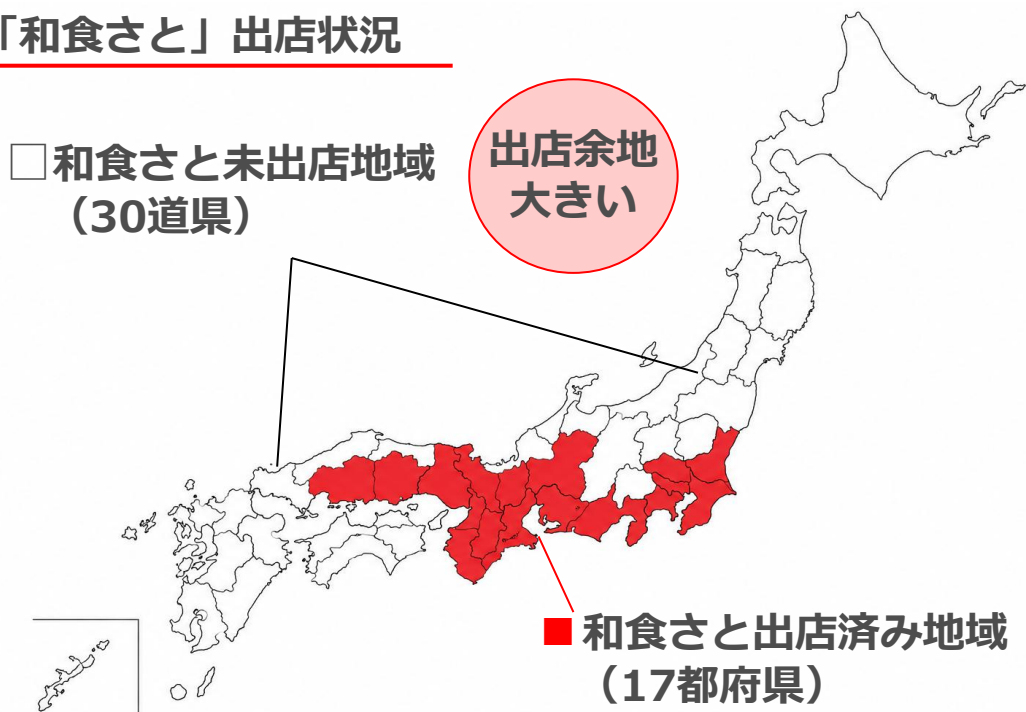 「和食さと」出店状況
□和食さと未出店地域
（30道県）
出店余地
大きい
■和食さと出店済み地域
（17都府県）